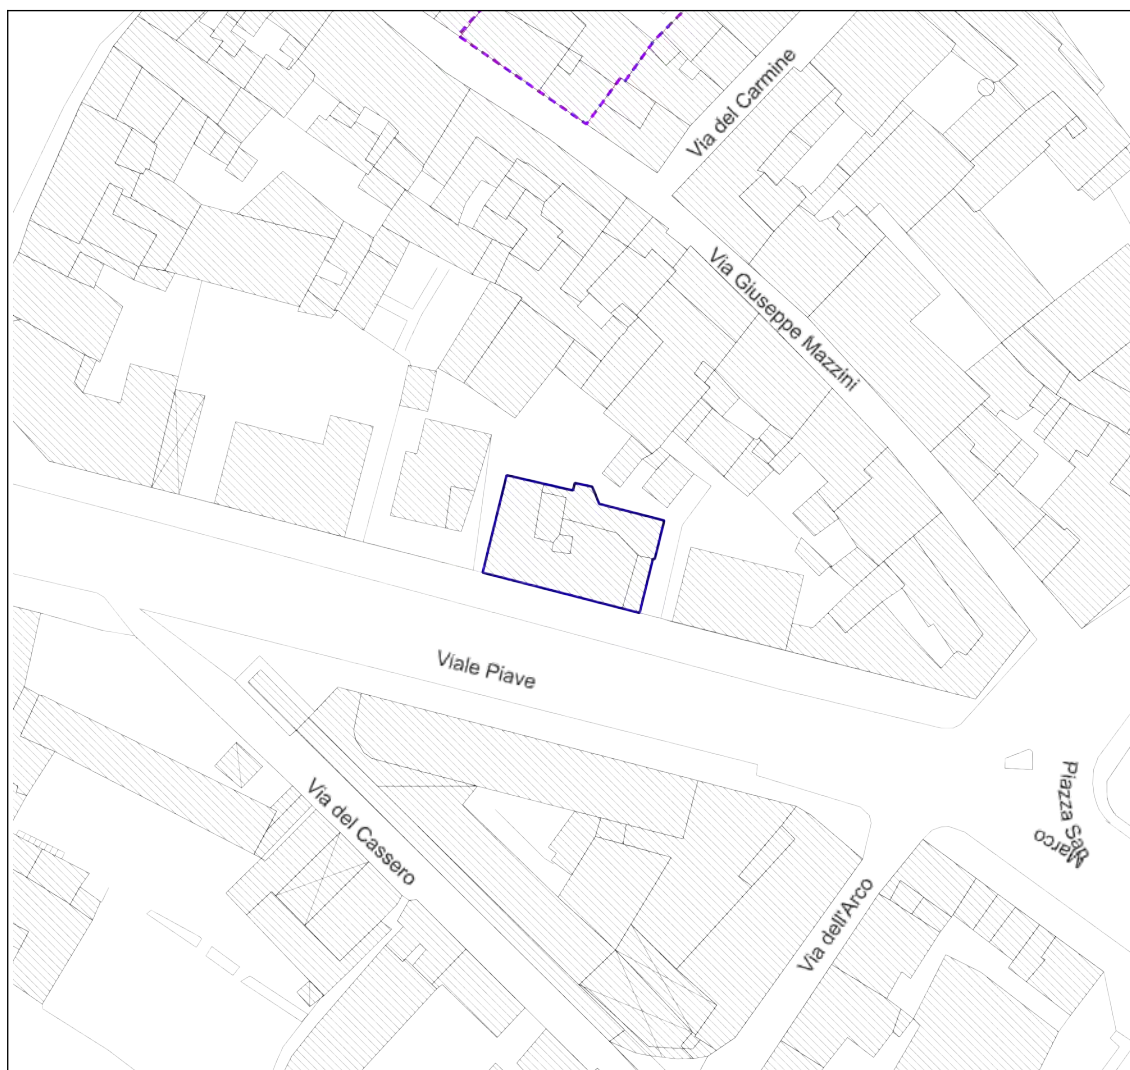 Via del Carmine
Via Giuseppe Mazzini
Viale Piave
Via del Cassero
Piazza San
Marco
Via dell'Arco